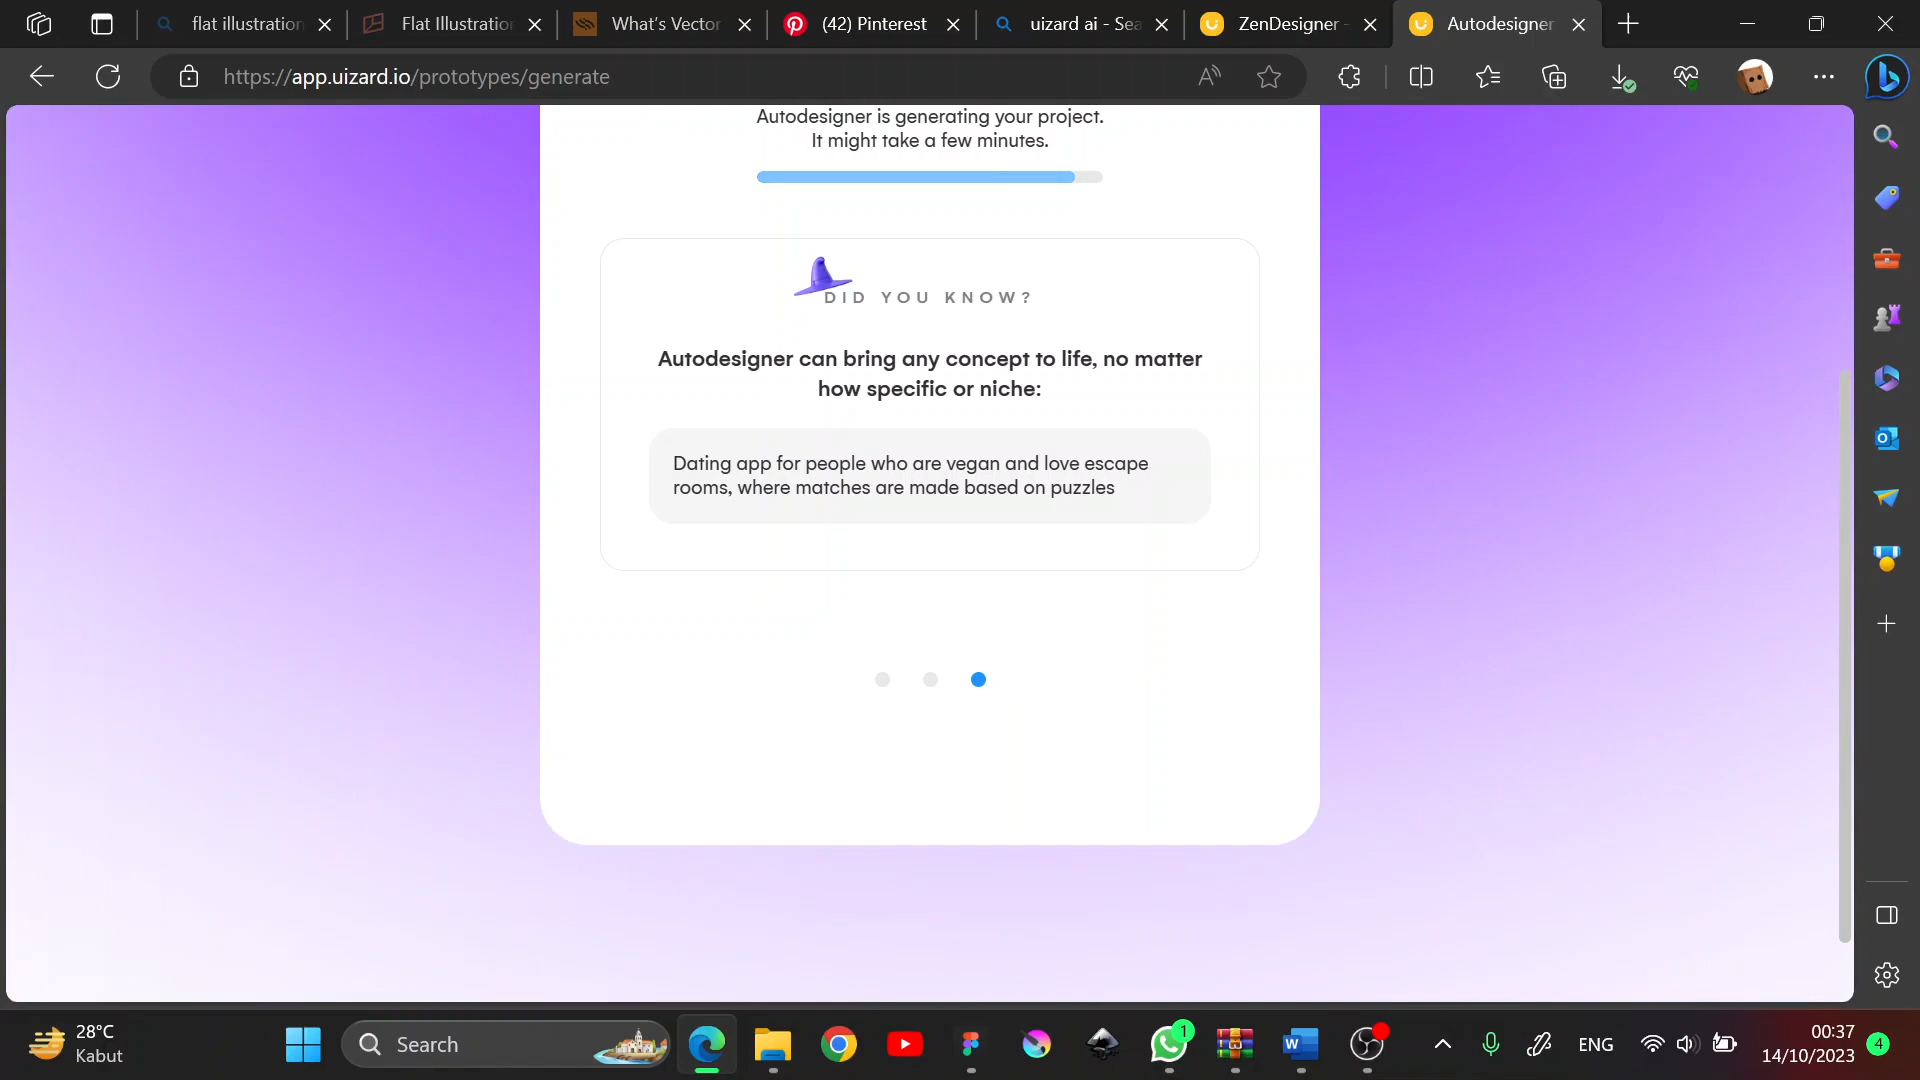 flat illustration
Flat Illustration
What's Vector
(42) Pinterest
uizard ai - Sea
ZenDesigner -
Autodesigner
https://app.uizard.io/prototypes/generate
Autodesigner is generating your project.
It might take a few minutes.
DID YOU KNOW?
Autodesigner can bring any concept to life, no matter
how specific or niche:
Dating app for people who are vegan and love escape
rooms, where matches are made based on puzzles
28°C
Kabut
Search
1
ENG
00:37
14/10/2023
4